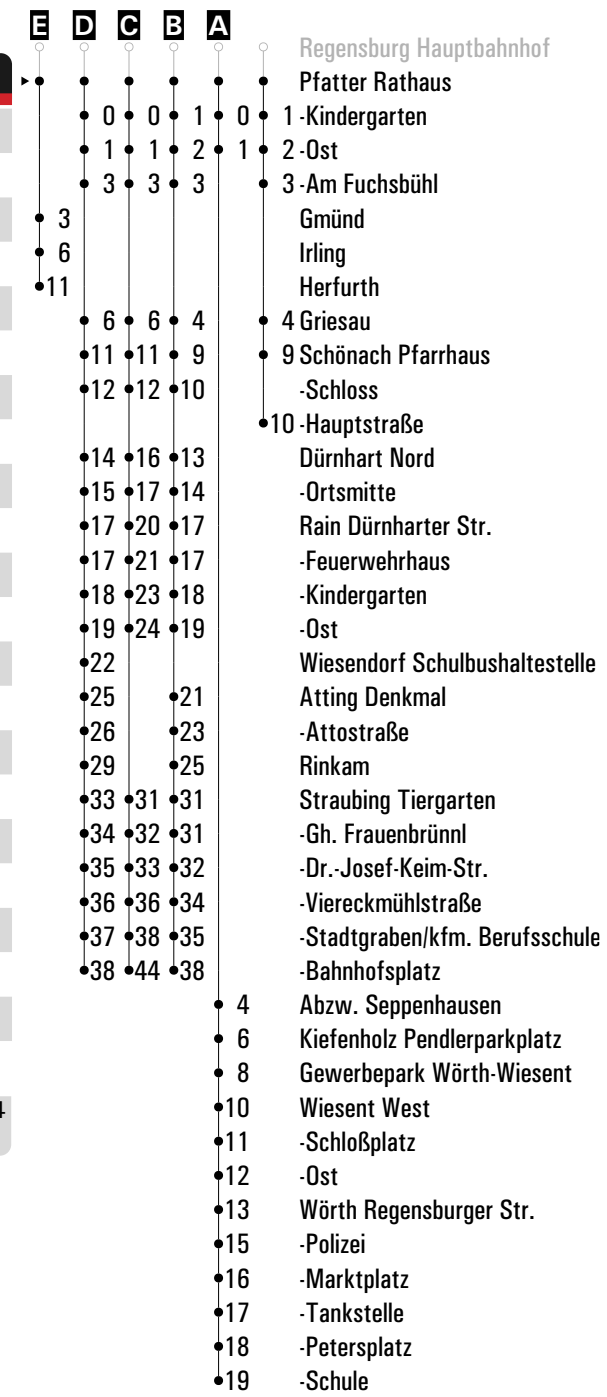 E D C B A
Regensburg Hauptbahnhof
Pfatter Rathaus
0 0 1 0 1 -Kindergarten
1 1 2 1 2 -Ost
3 3 3 3 -Am Fuchsbühl
3 Gmünd
6 Irling
11 Herfurth
6 6 4 4 Griesau
11 11 9 9 Schönach Pfarrhaus
12 12 10 -Schloss
10 -Hauptstraße
14 16 13 Dürnhart Nord
15 17 14 -Ortsmitte
17 20 17 Rain Dürnharter Str.
17 21 17 -Feuerwehrhaus
18 23 18 -Kindergarten
19 24 19 -Ost
22 Wiesendorf Schulbushaltestelle
25 21 Atting Denkmal
26 23 -Attostraße
29 25 Rinkam
33 31 31 Straubing Tiergarten
34 32 31 -Gh. Frauenbrünnl
35 33 32 -Dr.-Josef-Keim-Str.
36 36 34 -Viereckmühlstraße
37 38 35 -Stadtgraben/kfm. Berufsschule
38 44 38 -Bahnhofsplatz
4 Abzw. Seppenhausen
6 Kiefenholz Pendlerparkplatz
8 Gewerbepark Wörth-Wiesent
4 10 Wiesent West
11 -Schloßplatz
12 -Ost
13 Wörth Regensburger Str.
15 -Polizei
16 -Marktplatz
17 -Tankstelle
18 -Petersplatz
19 -Schule